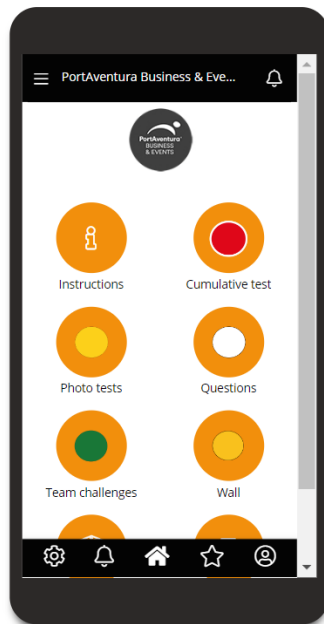 PortAventura Business & Eve...
PortAventura
BUSINESS
& EVENTS
Instructions
Cumulative test
Photo tests
Questions
Team challenges
Wall